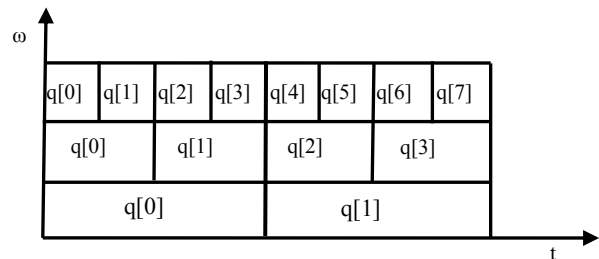 ω
q[0] q[1] q[2] q[3] q[4] q[5] q[6] q[7]
q[0] q[1] q[2] q[3]
q[0] q[1]
t